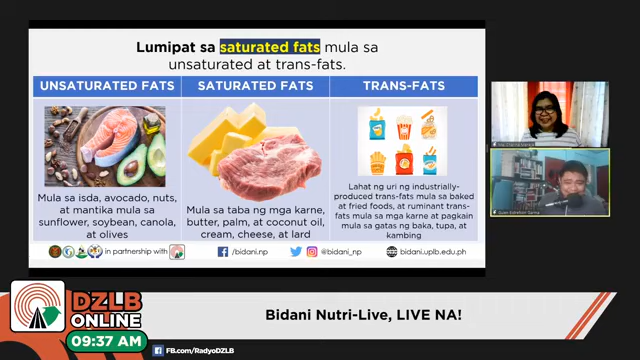 Lumipat sa saturated fats mula sa
unsaturated at trans-fats.
UNSATURATED FATS
SATURATED FATS
TRANS-FATS
Mula sa isda, avocado, nuts,
at mantika mula sa
sunflower, soybean, canola,
at olives
Mula sa taba ng mga karne,
butter, palm, at coconut oil,
cream, cheese, at lard
Lahat ng uri ng industrially-
produced trans-fats mula sa baked
at fried foods, at ruminant trans-
fats mula sa mga karne at pagkain
mula sa gatas ng baka, tupa, at
kambing
in partnership with
/bidani.np
@bidani_np
bidani.uplb.edu.ph
DZLB
ONLINE
09:37 AM
Bidani Nutri-Live, LIVE NA!
FB.com/RadyoDZLB